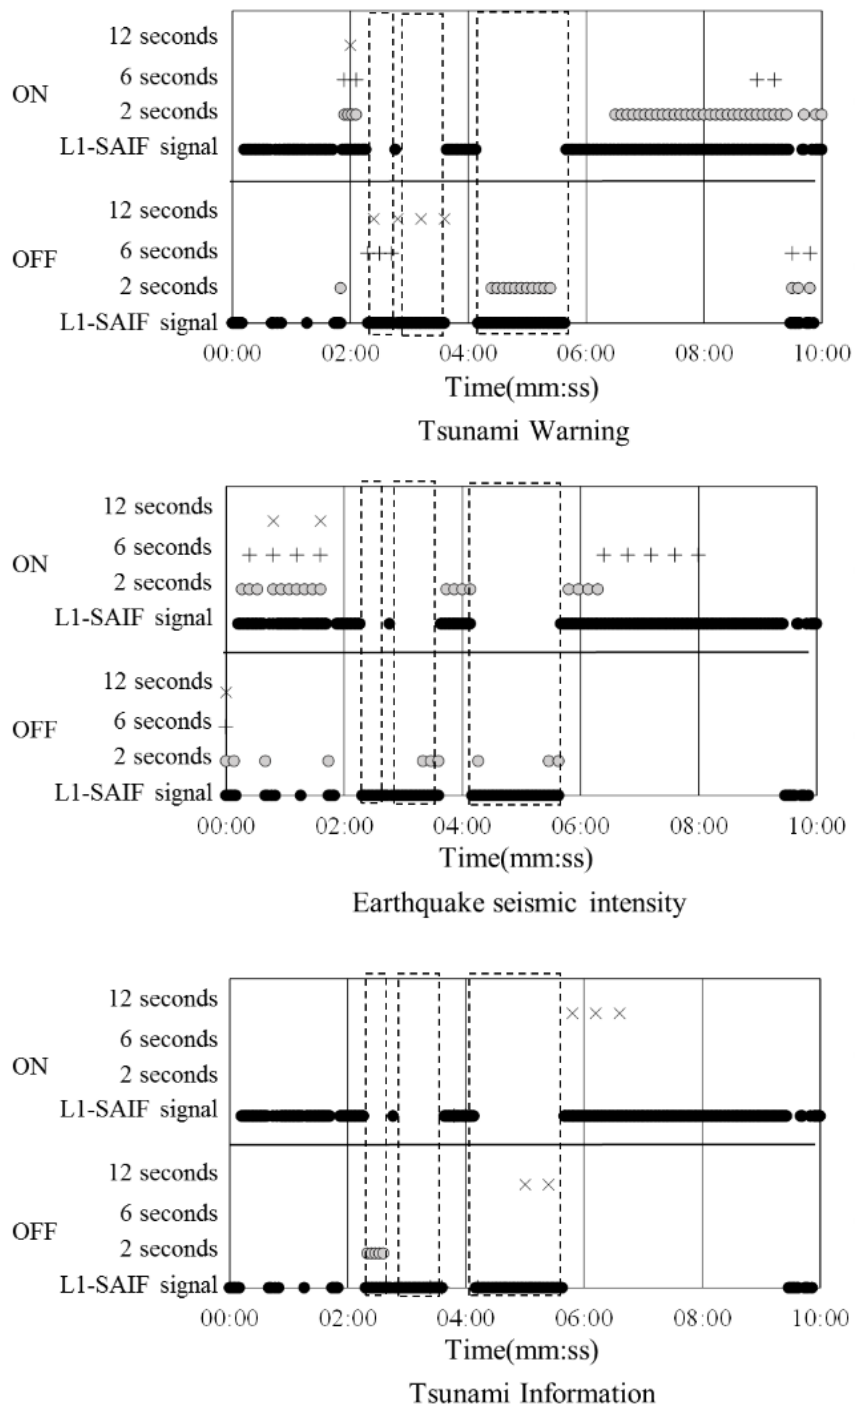 12 seconds
6 seconds
ON
2 seconds
L1-SAIF signal
12 seconds
6 seconds
OFF
2 seconds
L1-SAIF signal
00:00 02:00 04:00 06:00 08:00 10:00
Time(mm:ss)
Tsunami Warning
12 seconds
6 seconds
ON
2 seconds
L1-SAIF signal
12 seconds
6 seconds
OFF
2 seconds
L1-SAIF signal
00:00 02:00 04:00 06:00 08:00 10:00
Time(mm:ss)
Earthquake seismic intensity
12 seconds
6 seconds
ON
2 seconds
L1-SAIF signal
12 seconds
6 seconds
OFF
2 seconds
L1-SAIF signal
00:00 02:00 04:00 06:00 08:00 10:00
Time(mm:ss)
Tsunami Information